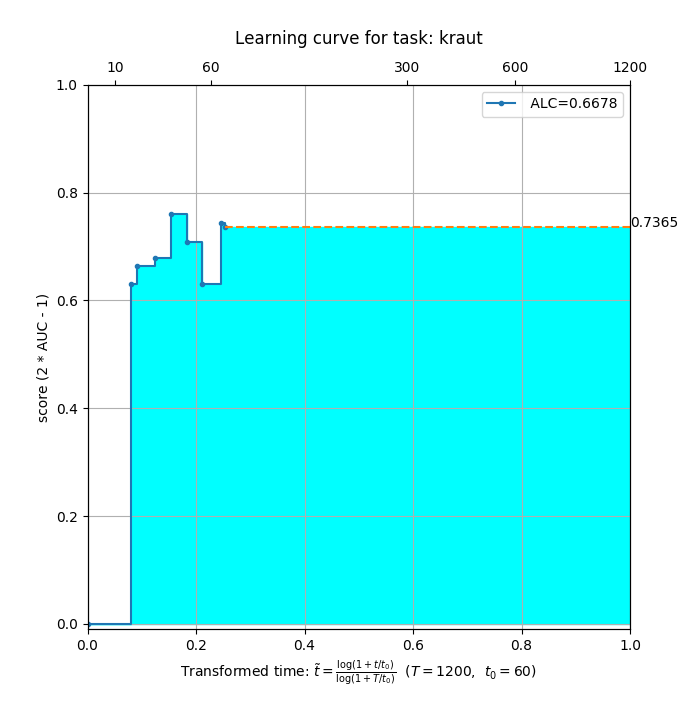 Learning curve for task: kraut
10 60 300 600 1200
ALC=0.6678
1.0
0.8
0.7365
0.6
0.4
0.2
0.0
score (2 * AUC - 1)
0.0 0.2 0.4 0.6 0.8 1.0
Transformed time: t̃ = log(1 + t/t₀) / log(1 + T/t₀) (T = 1200, t₀ = 60)